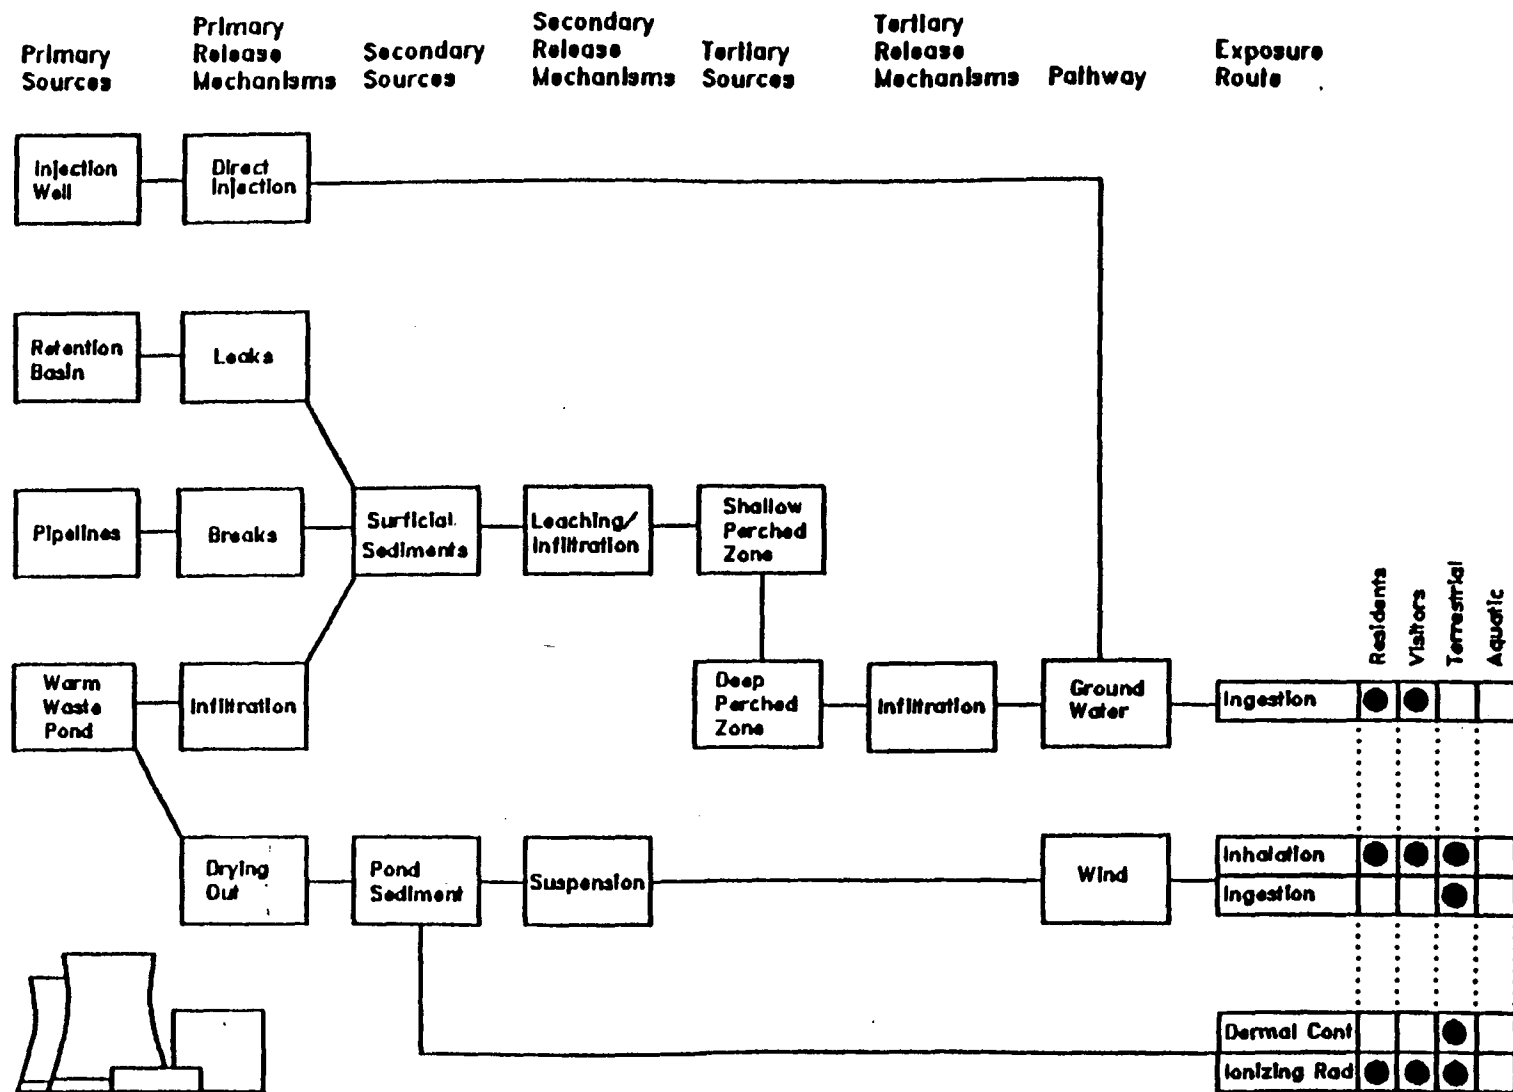 Primary
Sources
Primary
Release
Mechanisms
Secondary
Sources
Secondary
Release
Mechanisms
Tertiary
Sources
Tertiary
Release
Mechanisms
Pathway
Exposure
Route
Injection
Well
Direct
Injection
Retention
Basin
Leaks
Pipelines
Breaks
Surficial
Sediments
Leaching/
Infiltration
Shallow
Perched
Zone
Residents
Visitors
Terrestrial
Aquatic
Warm
Waste
Pond
Infiltration
Deep
Perched
Zone
Infiltration
Ground
Water
Ingestion
Drying
Out
Pond
Sediment
Suspension
Wind
Inhalation
Ingestion
Dermal Cont
Ionizing Rad